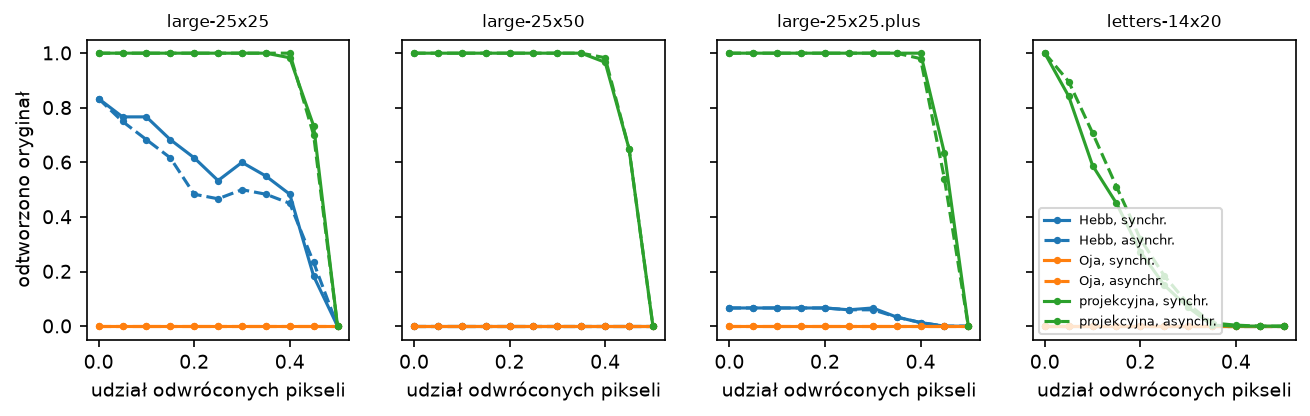 large-25x25
large-25x50
large-25x25.plus
letters-14x20
odtworzono oryginał
1.0
0.8
0.6
0.4
0.2
0.0
Hebb, synchr.
Hebb, asynchr.
Oja, synchr.
Oja, asynchr.
projekcyjna, synchr.
projekcyjna, asynchr.
0.0 0.2 0.4
0.0 0.2 0.4
0.0 0.2 0.4
0.0 0.2 0.4
udział odwróconych pikseli
udział odwróconych pikseli
udział odwróconych pikseli
udział odwróconych pikseli